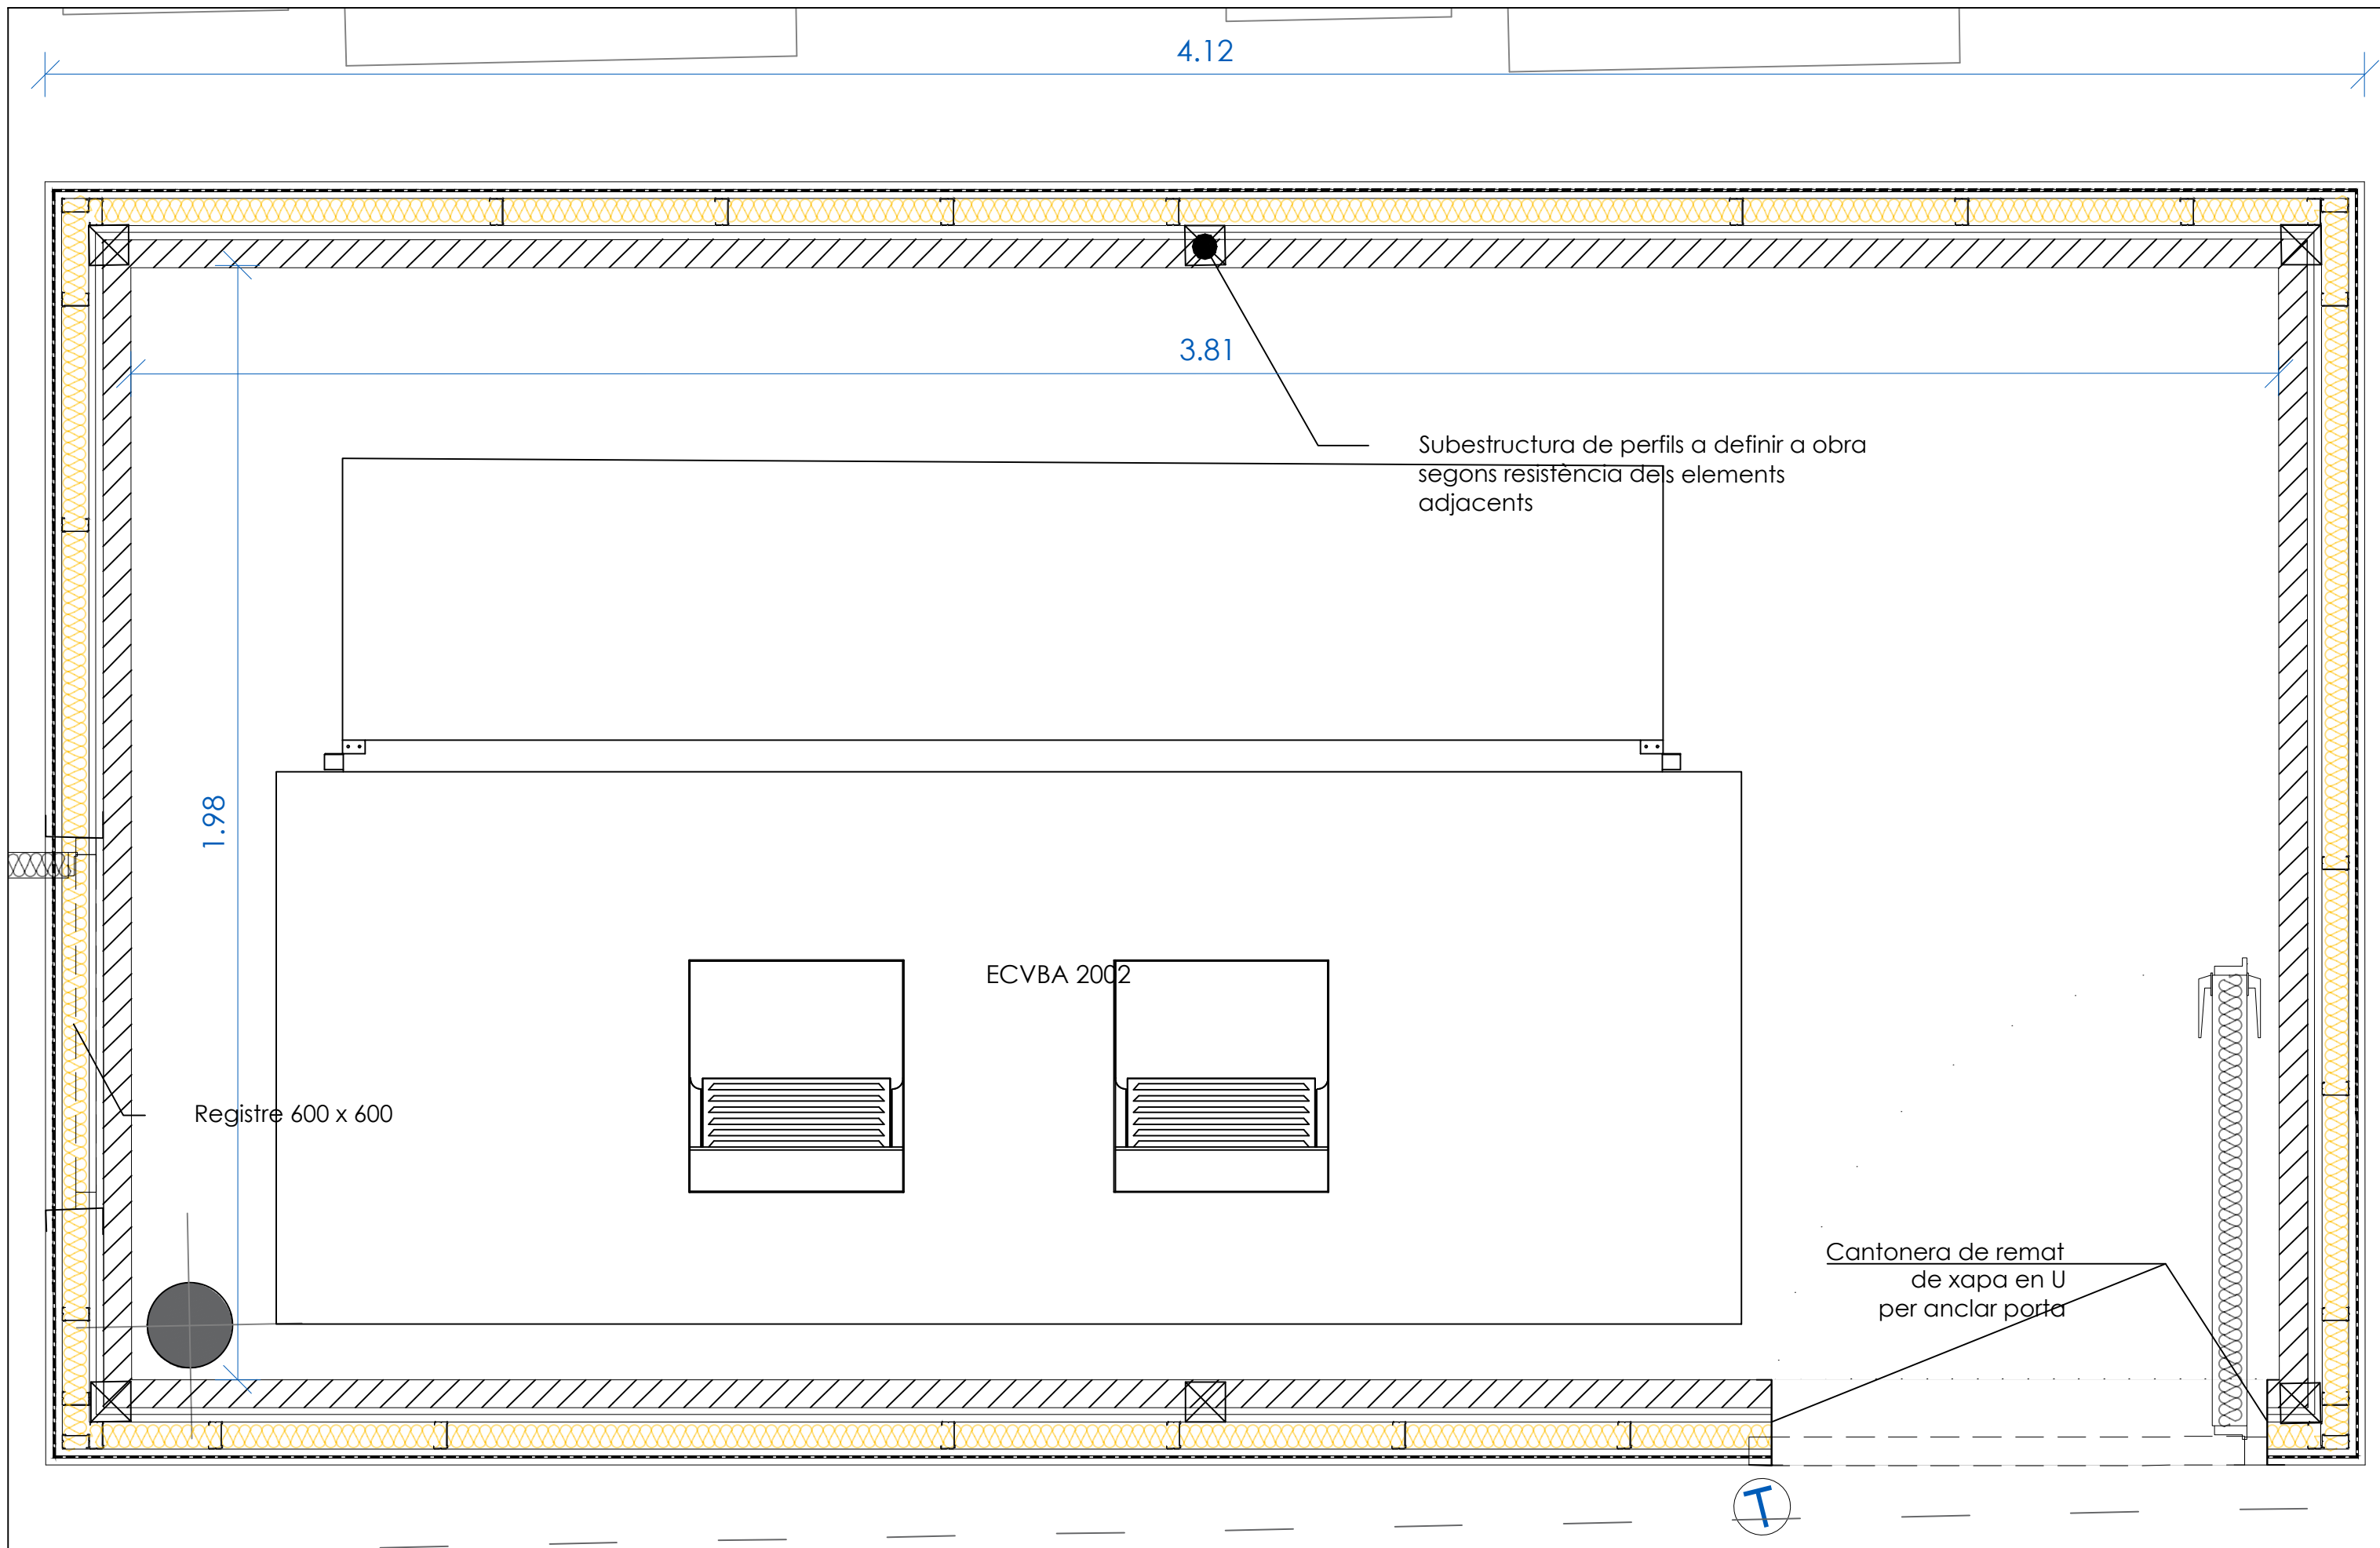 4.12
3.81
Subestructura de perfils a definir a obra
segons resistència dels elements
adjacents
1.98
ECVBA 2002
Registre 600 x 600
Cantonera de remat
de xapa en U
per anclar porta
T